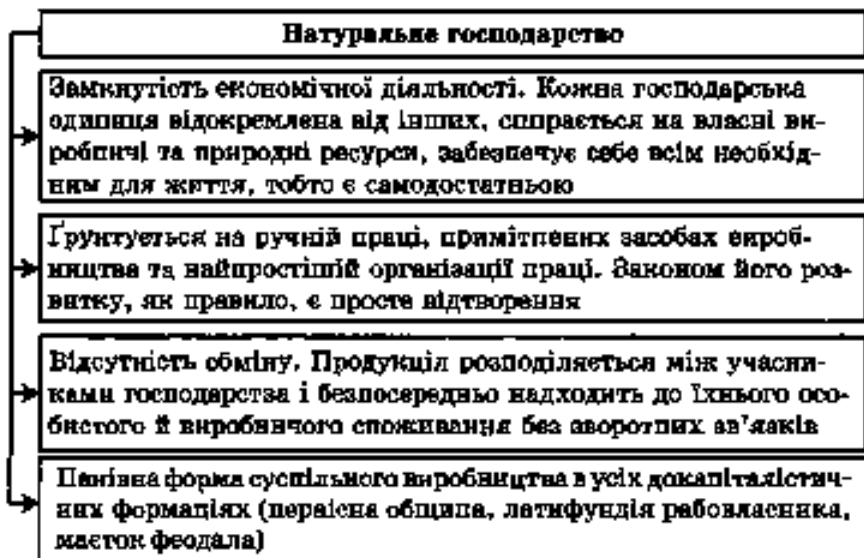 Натуральне господарство
Замкнутість економічної діяльності. Кожна господарська
одиниця відокремлена від інших, спирається на власні ви-
робничі та природні ресурси, забезпечує себе всім необхід-
ним для життя, тобто є самодостатньою
Ґрунтується на ручній праці, примітивних засобах вироб-
ництва та найпростішій організації праці. Законом його роз-
витку, як правило, є просте відтворення
Відсутність обміну. Продукція розподіляється між учасни-
ками господарства і безпосередньо надходить до їхнього осо-
бистого й виробничого споживання без зворотних зв'язків
Панівна форма суспільного виробництва в усіх докапіталістич-
них формаціях (первісна община, латифундія рабовласника,
маєток феодала)